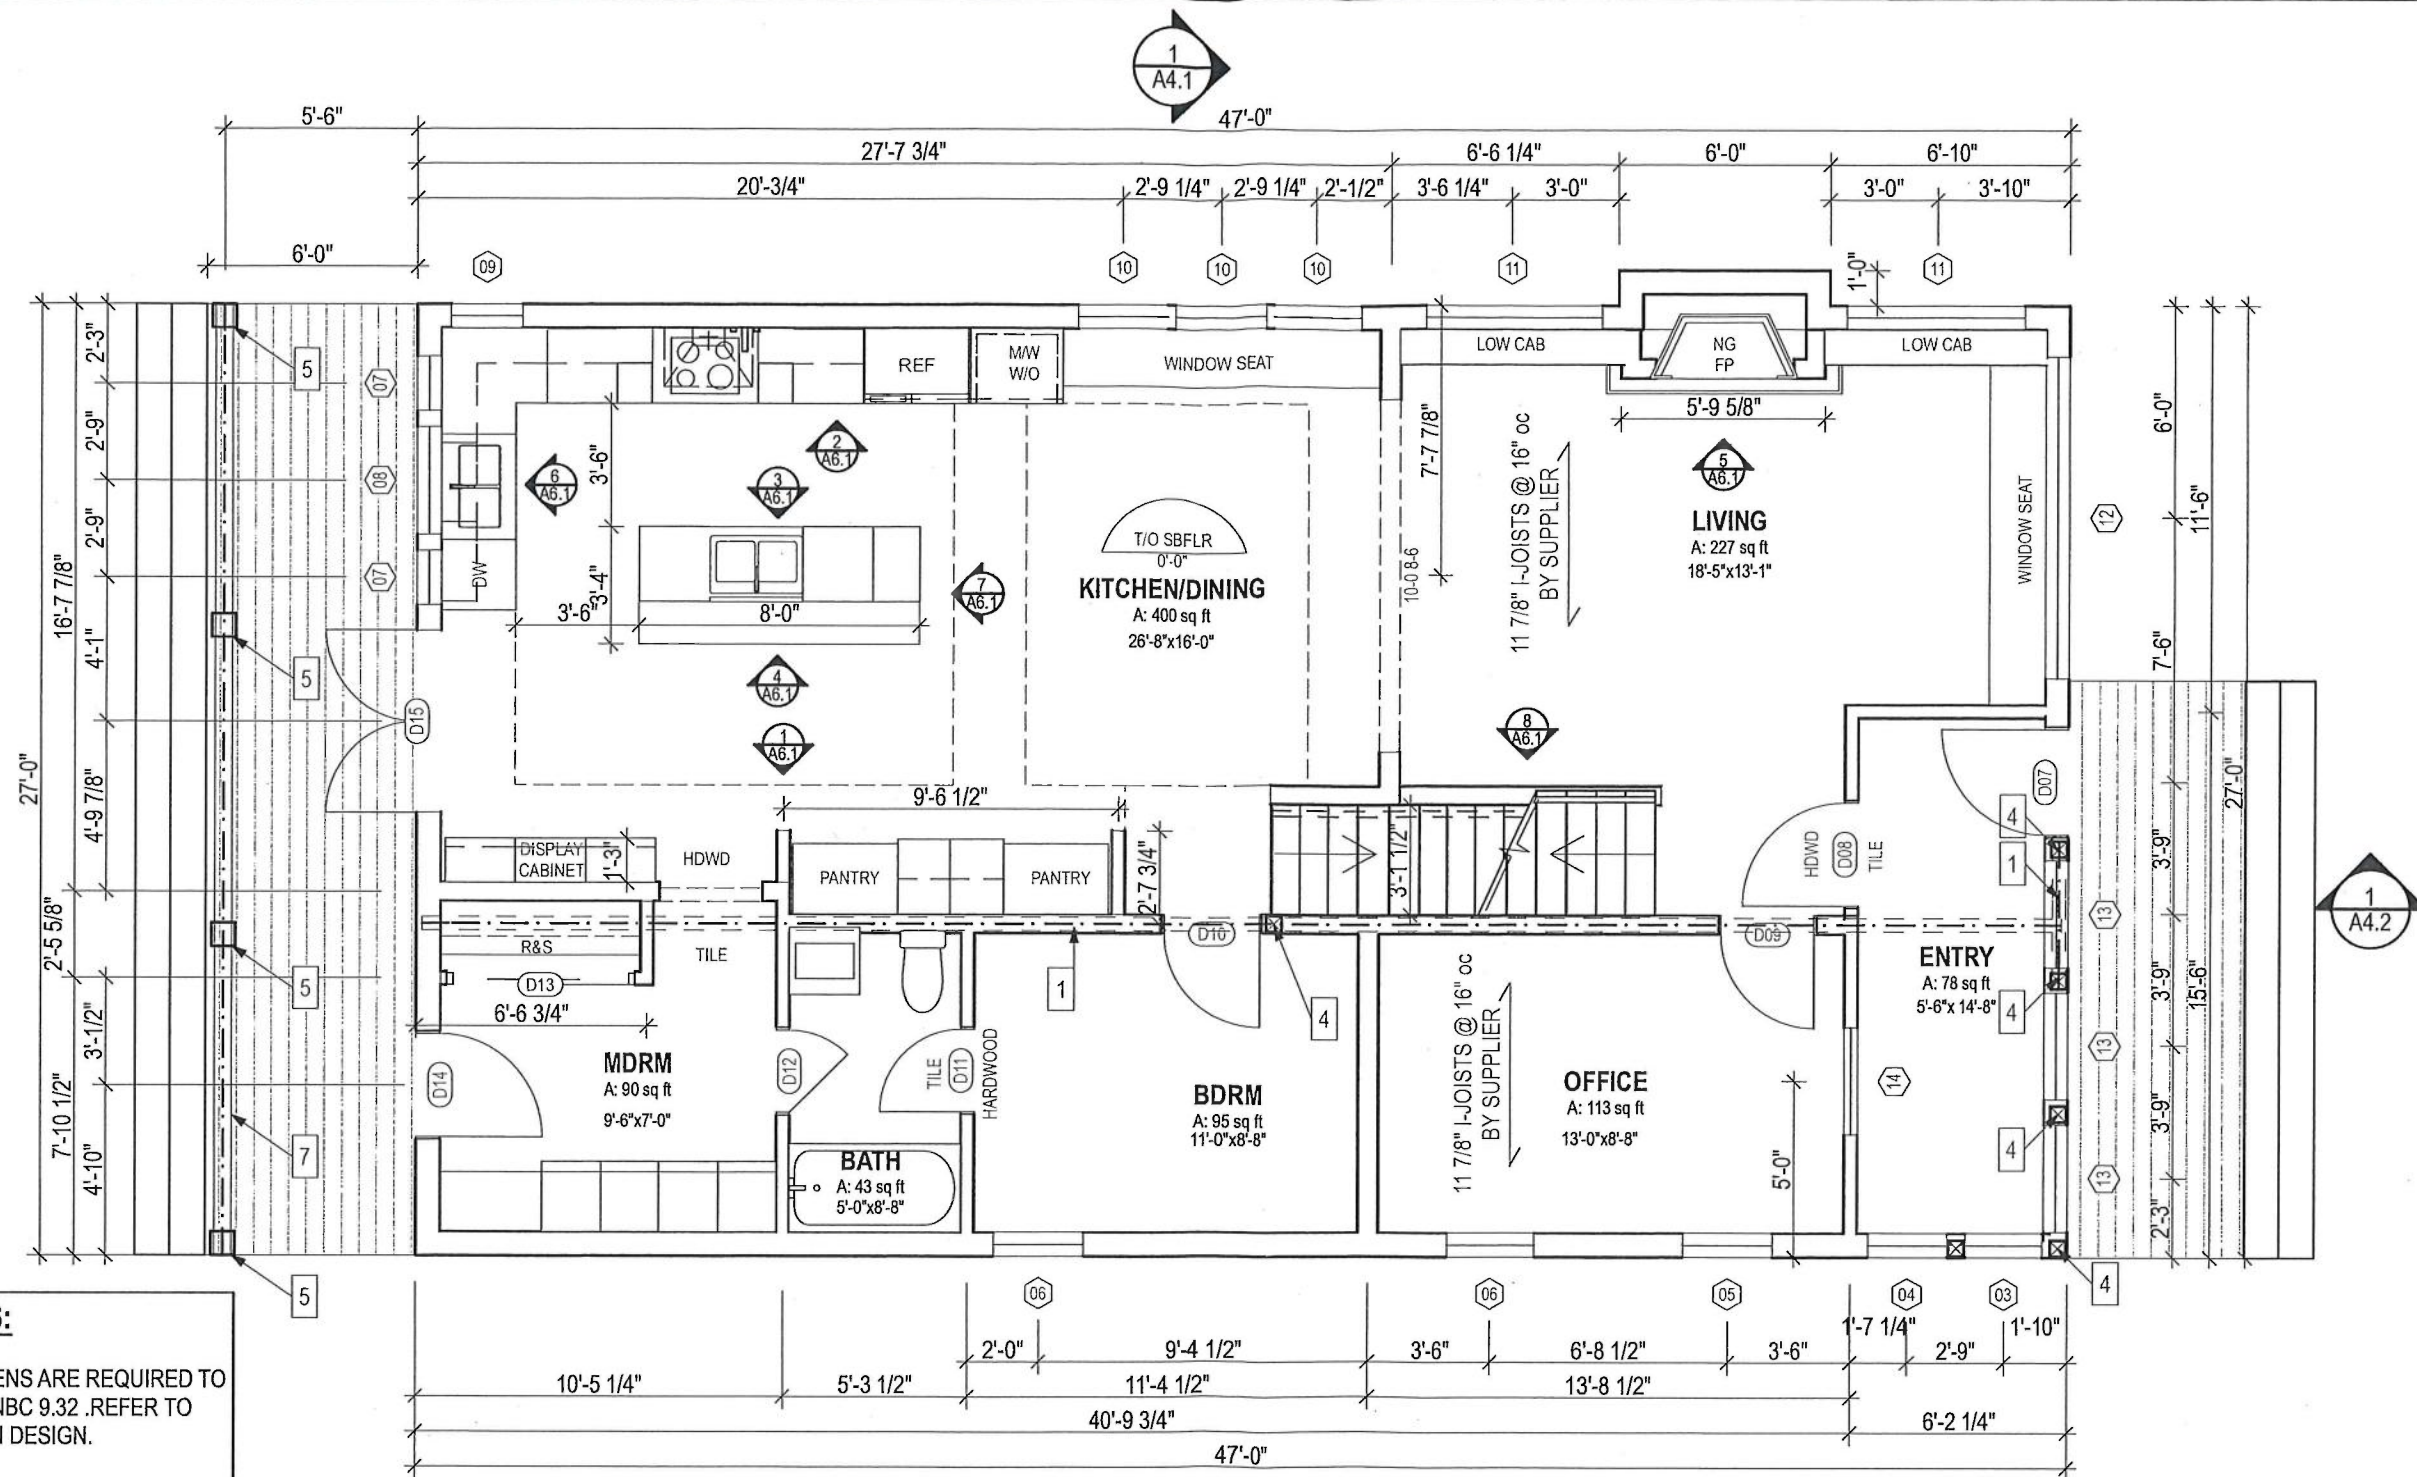 1
A4.1
5'-6"
47'-0"
27'-7 3/4"
6'-6 1/4"
6'-0"
6'-10"
20'-3/4"
2'-9 1/4"
2'-9 1/4"
2'-1/2"
3'-6 1/4"
3'-0"
3'-0"
3'-10"
6'-0"
09
10
10
10
11
11
1'-0"
2'-3"
2'-9"
2'-9"
4'-1"
4'-9 7/8"
16'-7 7/8"
27'-0"
2'-5 5/8"
3'-1/2"
7'-10 1/2"
4'-10"
5
07
08
07
5
D15
5
7
5
REF
M/W
W/O
WINDOW SEAT
LOW CAB
NG
FP
LOW CAB
5'-9 5/8"
3'-6"
2
A6.1
3
A6.1
6
A6.1
7'-7 7/8"
11 7/8" I-JOISTS @ 16" oc
BY SUPPLIER
5
A6.1
LIVING
A: 227 sq ft
18'-5"x13'-1"
WINDOW SEAT
12
6'-0"
11'-6"
7'-6"
27'-0"
DW
3'-4"
3'-6"
8'-0"
7
A6.1
T/O SBFLR
0'-0"
KITCHEN/DINING
A: 400 sq ft
26'-8"x16'-0"
10-0 8-6
4
A6.1
1
A6.1
8
A6.1
9'-6 1/2"
DISPLAY
CABINET
1'-3"
HDWD
PANTRY
PANTRY
2'-7 3/4"
3'-1 1/2"
HDWD
D08
TILE
D07
4
1
3'-9"
13
1
A4.2
R&S
D13
6'-6 3/4"
TILE
1
D10
4
D09
ENTRY
A: 78 sq ft
5'-6"x 14'-8"
4
3'-9"
15'-6"
13
MDRM
A: 90 sq ft
9'-6"x7'-0"
D14
D12
TILE
D11
HARDWOOD
BDRM
A: 95 sq ft
11'-0"x8'-8"
11 7/8" I-JOISTS @ 16" oc
BY SUPPLIER
OFFICE
A: 113 sq ft
13'-0"x8'-8"
5'-0"
14
4
3'-9"
13
2'-3"
BATH
A: 43 sq ft
5'-0"x8'-8"
06
06
05
04
03
4
2'-0"
9'-4 1/2"
3'-6"
6'-8 1/2"
3'-6"
1'-7 1/4"
2'-9"
1'-10"
10'-5 1/4"
5'-3 1/2"
11'-4 1/2"
13'-8 1/2"
40'-9 3/4"
6'-2 1/4"
47'-0"
ARE REQUIRED TO
NBC 9.32 .REFER TO
DESIGN.